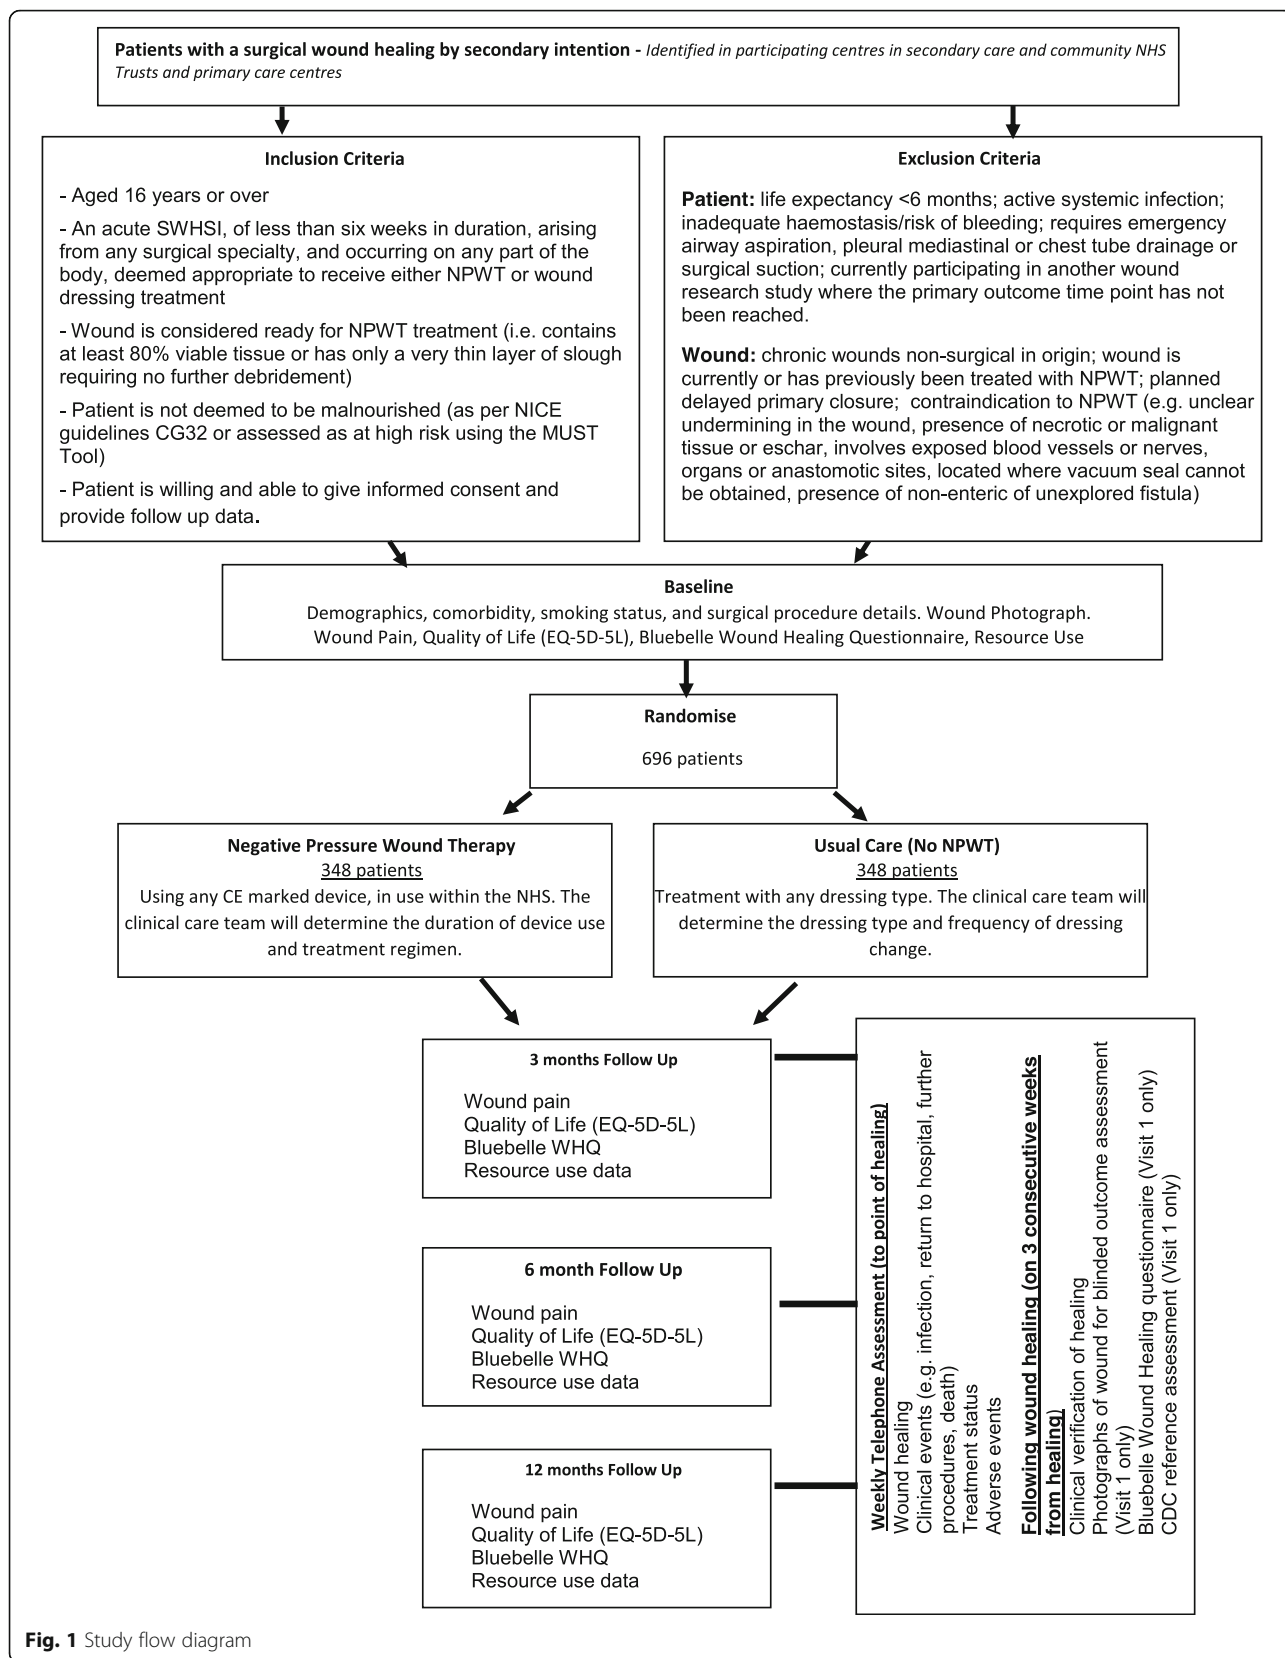 Patients with a surgical wound healing by secondary intention - Identified in participating centres in secondary care and community NHS
Trusts and primary care centres
Inclusion Criteria
- Aged 16 years or over
- An acute SWHSI, of less than six weeks in duration, arising
from any surgical specialty, and occurring on any part of the
body, deemed appropriate to receive either NPWT or wound
dressing treatment
- Wound is considered ready for NPWT treatment (i.e. contains
at least 80% viable tissue or has only a very thin layer of slough
requiring no further debridement)
- Patient is not deemed to be malnourished (as per NICE
guidelines CG32 or assessed as at high risk using the MUST
Tool)
- Patient is willing and able to give informed consent and
provide follow up data.
Exclusion Criteria
Patient: life expectancy <6 months; active systemic infection;
inadequate haemostasis/risk of bleeding; requires emergency
airway aspiration, pleural mediastinal or chest tube drainage or
surgical suction; currently participating in another wound
research study where the primary outcome time point has not
been reached.
Wound: chronic wounds non-surgical in origin; wound is
currently or has previously been treated with NPWT; planned
delayed primary closure; contraindication to NPWT (e.g. unclear
undermining in the wound, presence of necrotic or malignant
tissue or eschar, involves exposed blood vessels or nerves,
organs or anastomotic sites, located where vacuum seal cannot
be obtained, presence of non-enteric of unexplored fistula)
Baseline
Demographics, comorbidity, smoking status, and surgical procedure details. Wound Photograph.
Wound Pain, Quality of Life (EQ-5D-5L), Bluebelle Wound Healing Questionnaire, Resource Use
Randomise
696 patients
Negative Pressure Wound Therapy
348 patients
Using any CE marked device, in use within the NHS. The
clinical care team will determine the duration of device use
and treatment regimen.
Usual Care (No NPWT)
348 patients
Treatment with any dressing type. The clinical care team will
determine the dressing type and frequency of dressing
change.
3 months Follow Up
Wound pain
Quality of Life (EQ-5D-5L)
Bluebelle WHQ
Resource use data
6 month Follow Up
Wound pain
Quality of Life (EQ-5D-5L)
Bluebelle WHQ
Resource use data
12 months Follow Up
Wound pain
Quality of Life (EQ-5D-5L)
Bluebelle WHQ
Resource use data
Weekly Telephone Assessment (to point of healing)
Wound healing
Clinical events (e.g. infection, return to hospital, further
procedures, death)
Treatment status
Adverse events
Following wound healing (on 3 consecutive weeks
from healing)
Clinical verification of healing
Photographs of wound for blinded outcome assessment
(Visit 1 only)
Bluebelle Wound Healing questionnaire (Visit 1 only)
CDC reference assessment (Visit 1 only)
Fig. 1 Study flow diagram